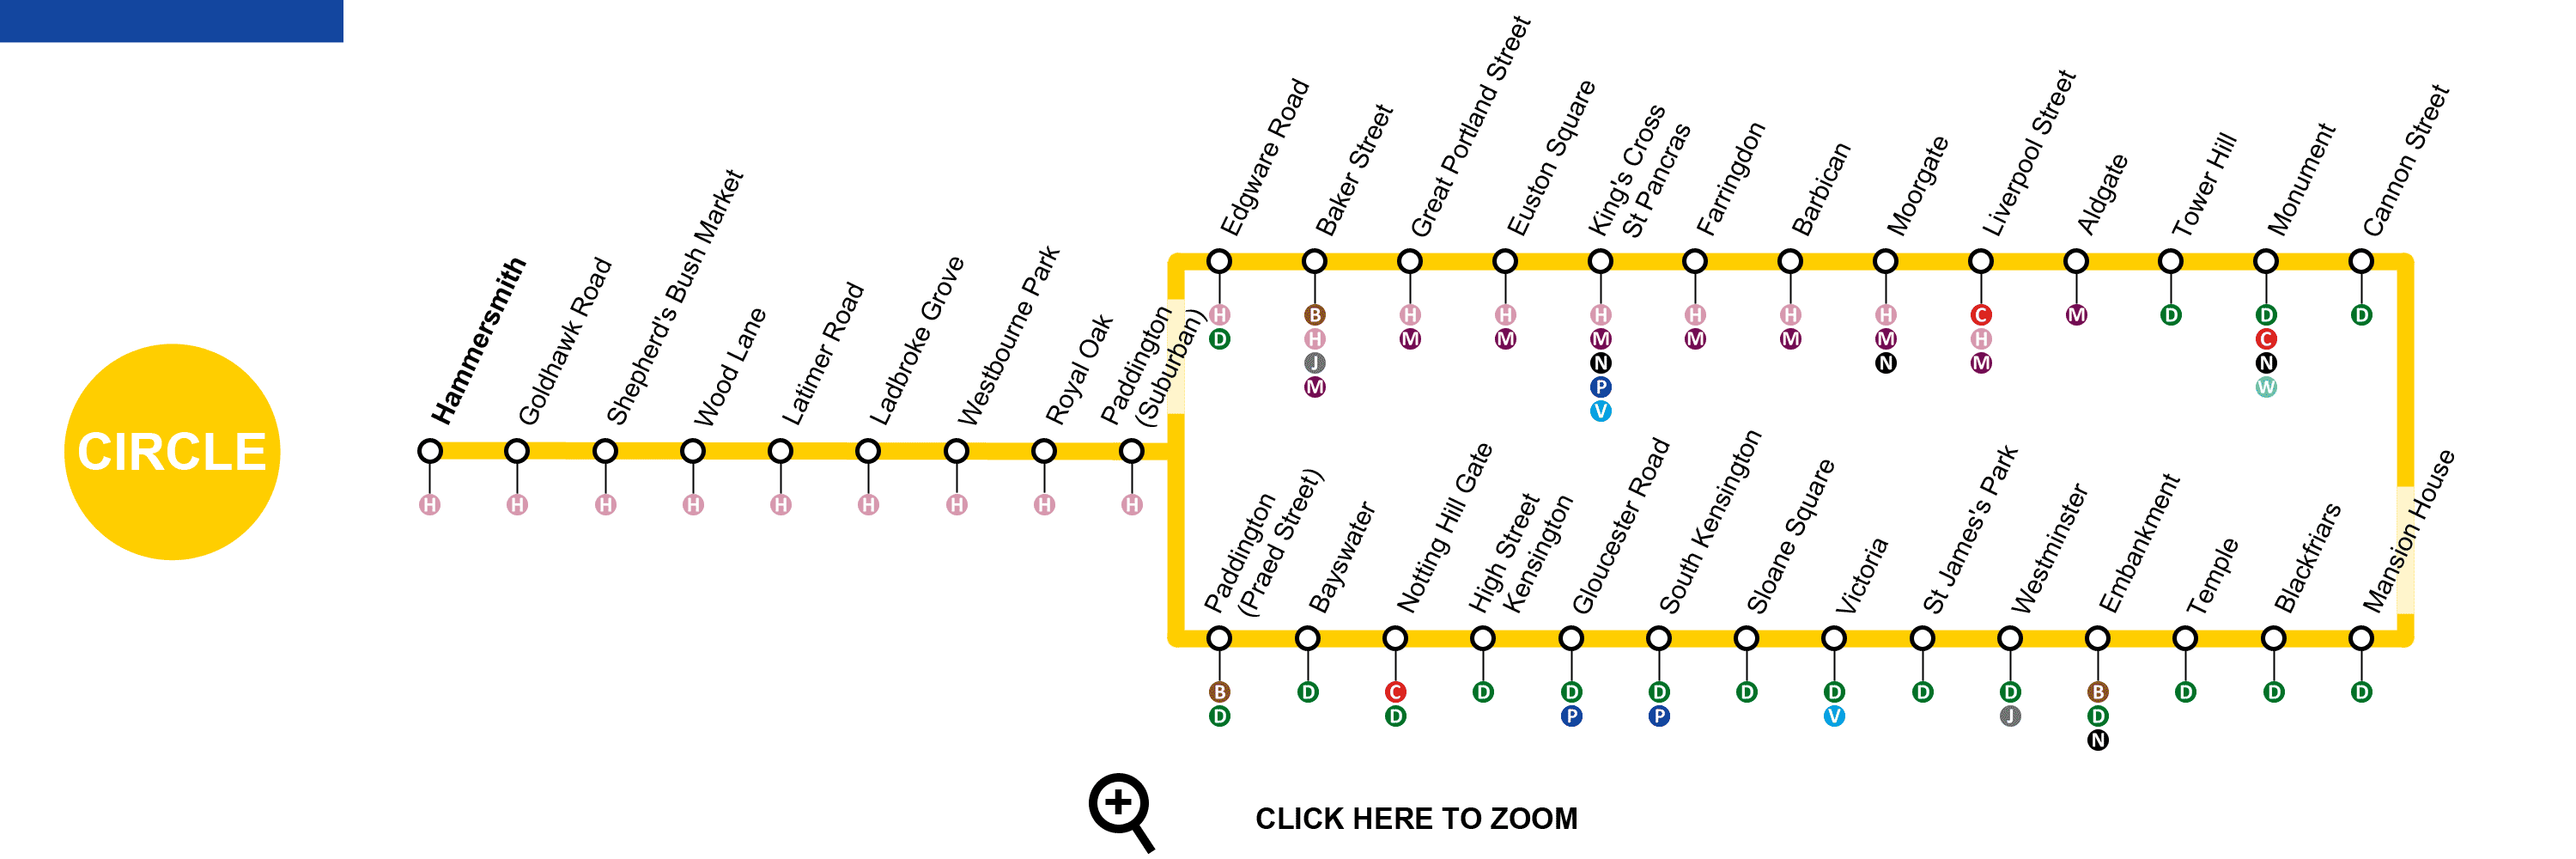 Edgware Road
Baker Street
Great Portland Street
Euston Square
King's Cross
St Pancras
Farringdon
Barbican
Moorgate
Liverpool Street
Aldgate
Tower Hill
Monument
Cannon Street
H
D
B
H
J
M
H
M
H
M
H
M
N
P
V
H
M
H
M
H
M
N
C
H
M
M
D
D
C
N
W
D
CIRCLE
Hammersmith
Goldhawk Road
Shepherd's Bush Market
Wood Lane
Latimer Road
Ladbroke Grove
Westbourne Park
Royal Oak
Paddington
(Suburban)
H
H
H
H
H
H
H
H
H
Paddington
(Praed Street)
Bayswater
Notting Hill Gate
High Street
Kensington
Gloucester Road
South Kensington
Sloane Square
Victoria
St James's Park
Westminster
Embankment
Temple
Blackfriars
Mansion House
B
D
D
C
D
D
D
P
D
P
D
D
V
D
D
J
B
D
N
D
D
D
CLICK HERE TO ZOOM